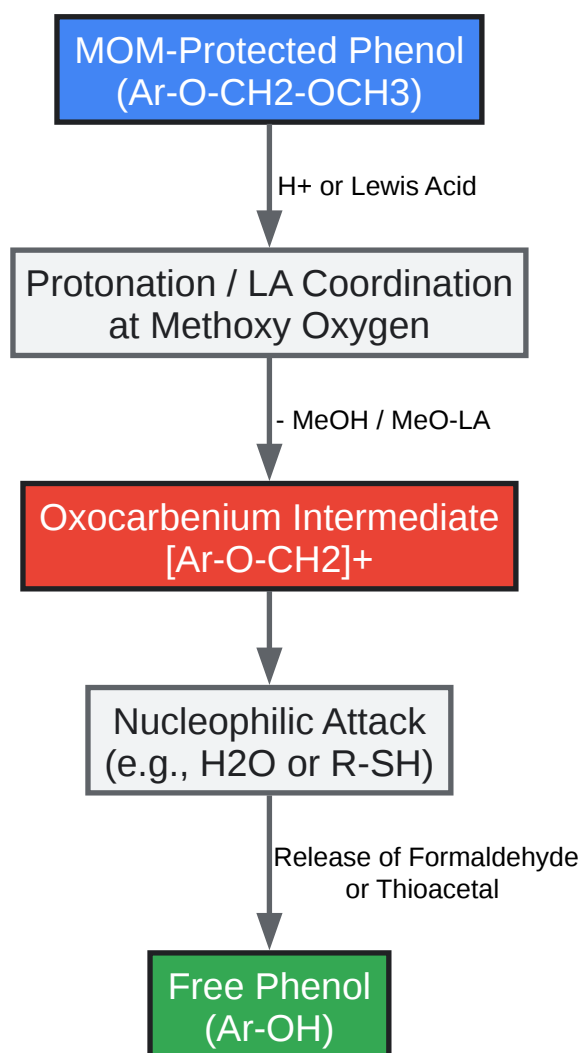 MOM-Protected Phenol
(Ar-O-CH2-OCH3)
H+ or Lewis Acid
Protonation / LA Coordination
at Methoxy Oxygen
- MeOH / MeO-LA
Oxocarbenium Intermediate
[Ar-O-CH2]+
Nucleophilic Attack
(e.g., H2O or R-SH)
Release of Formaldehyde
or Thioacetal
Free Phenol
(Ar-OH)